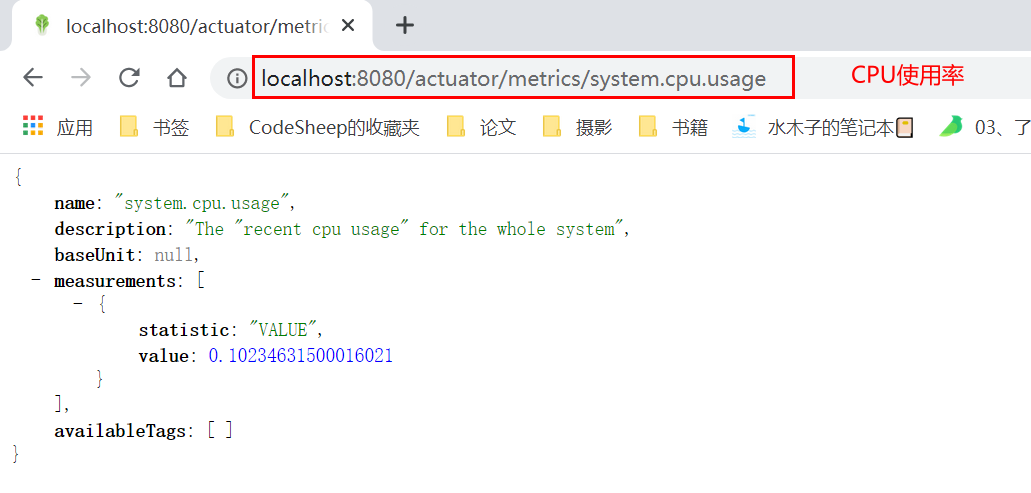 localhost:8080/actuator/metric
localhost:8080/actuator/metrics/system.cpu.usage CPU使用率
应用 书签 CodeSheep的收藏夹 论文 摄影 书籍 水木子的笔记本 03、了
{
name: "system.cpu.usage",
description: "The "recent cpu usage" for the whole system",
baseUnit: null,
- measurements: [
- {
statistic: "VALUE",
value: 0.10234631500016021
}
],
availableTags: [ ]
}